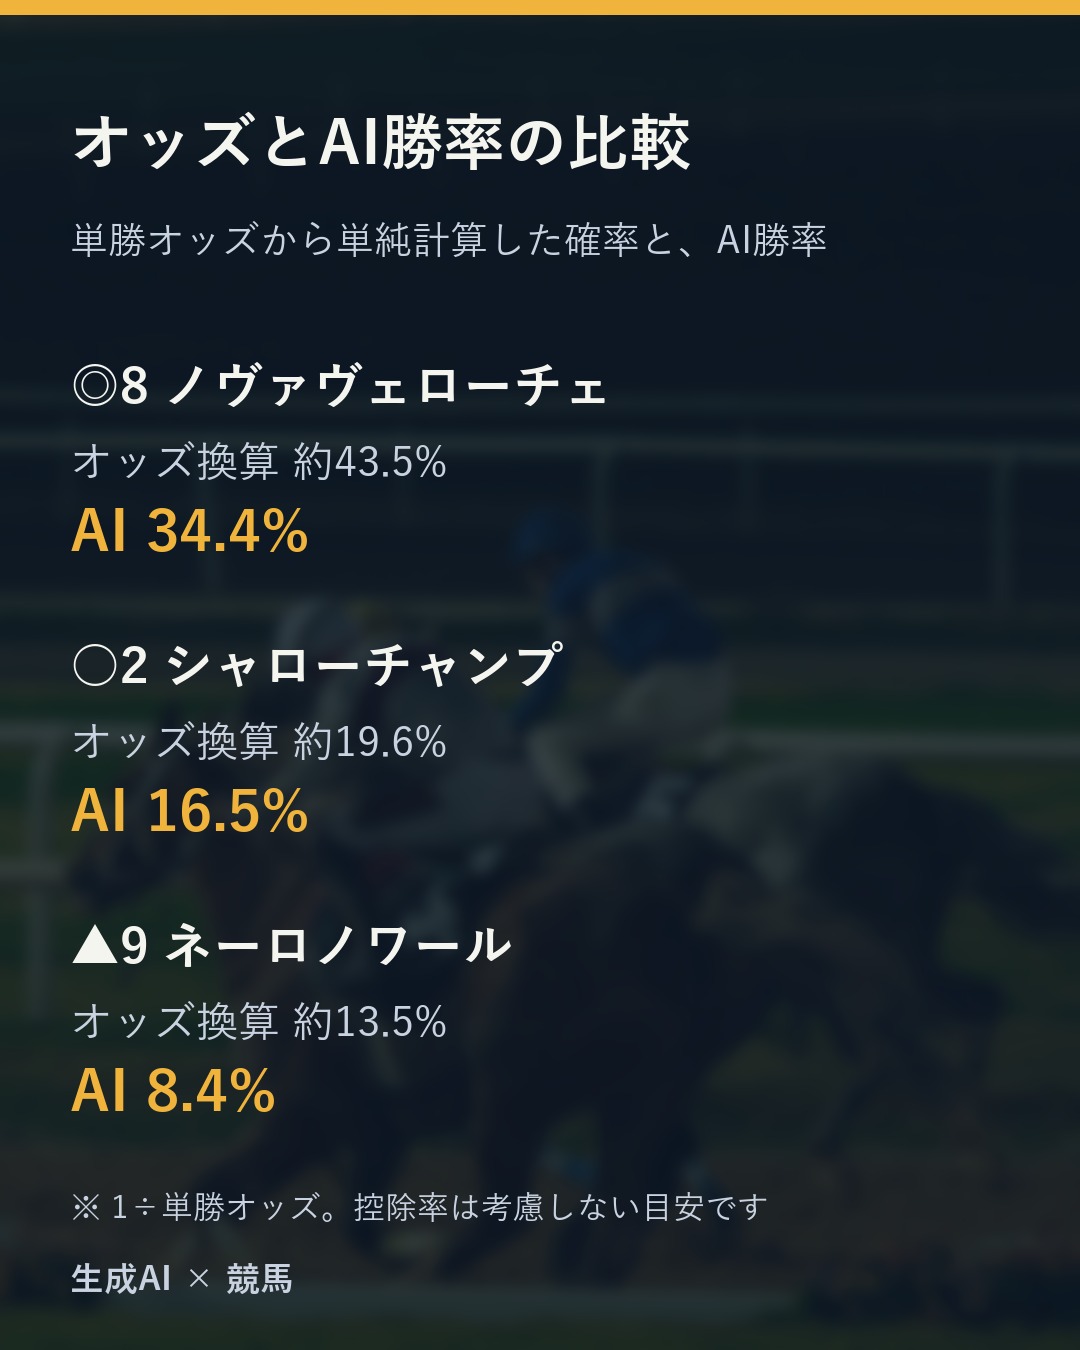 オッズとAI勝率の比較
単勝オッズから単純計算した確率と、AI勝率
◎8 ノヴァヴェローチェ
オッズ換算 約43.5%
AI 34.4%
○2 シャローチャンプ
オッズ換算 約19.6%
AI 16.5%
▲9 ネーロノワール
オッズ換算 約13.5%
AI 8.4%
※ 1÷単勝オッズ。控除率は考慮しない目安です
生成AI × 競馬